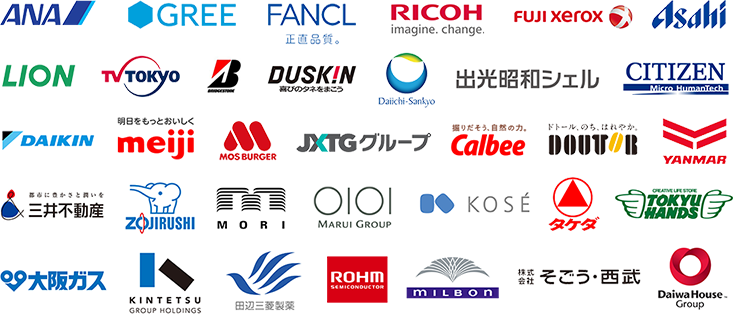 ANA
GREE
FANCL
正直品質。
RICOH
imagine. change.
FUJI XEROX
Asahi
LION
TV TOKYO
B
BRIDGESTONE
DUSKIN
喜びのタネをまこう
Daiichi-Sankyo
出光昭和シェル
CITIZEN
Micro HumanTech
DAIKIN
明日をもっとおいしく
meiji
MOS BURGER
JXTGグループ
掘りだそう、自然の力。
Calbee
ドトール、のち、はれやか。
DOUTOR
YANMAR
都市に豊かさと潤いを
三井不動産
ZOJIRUSHI
MORI
OIOI
MARUI GROUP
KOSÉ
タケダ
CREATIVE LIFE STORE
TOKYU
HANDS
大阪ガス
KINTETSU
GROUP HOLDINGS
田辺三菱製薬
ROHM
SEMICONDUCTOR
MILBON
株式
会社
そごう・西武
Daiwa House
Group